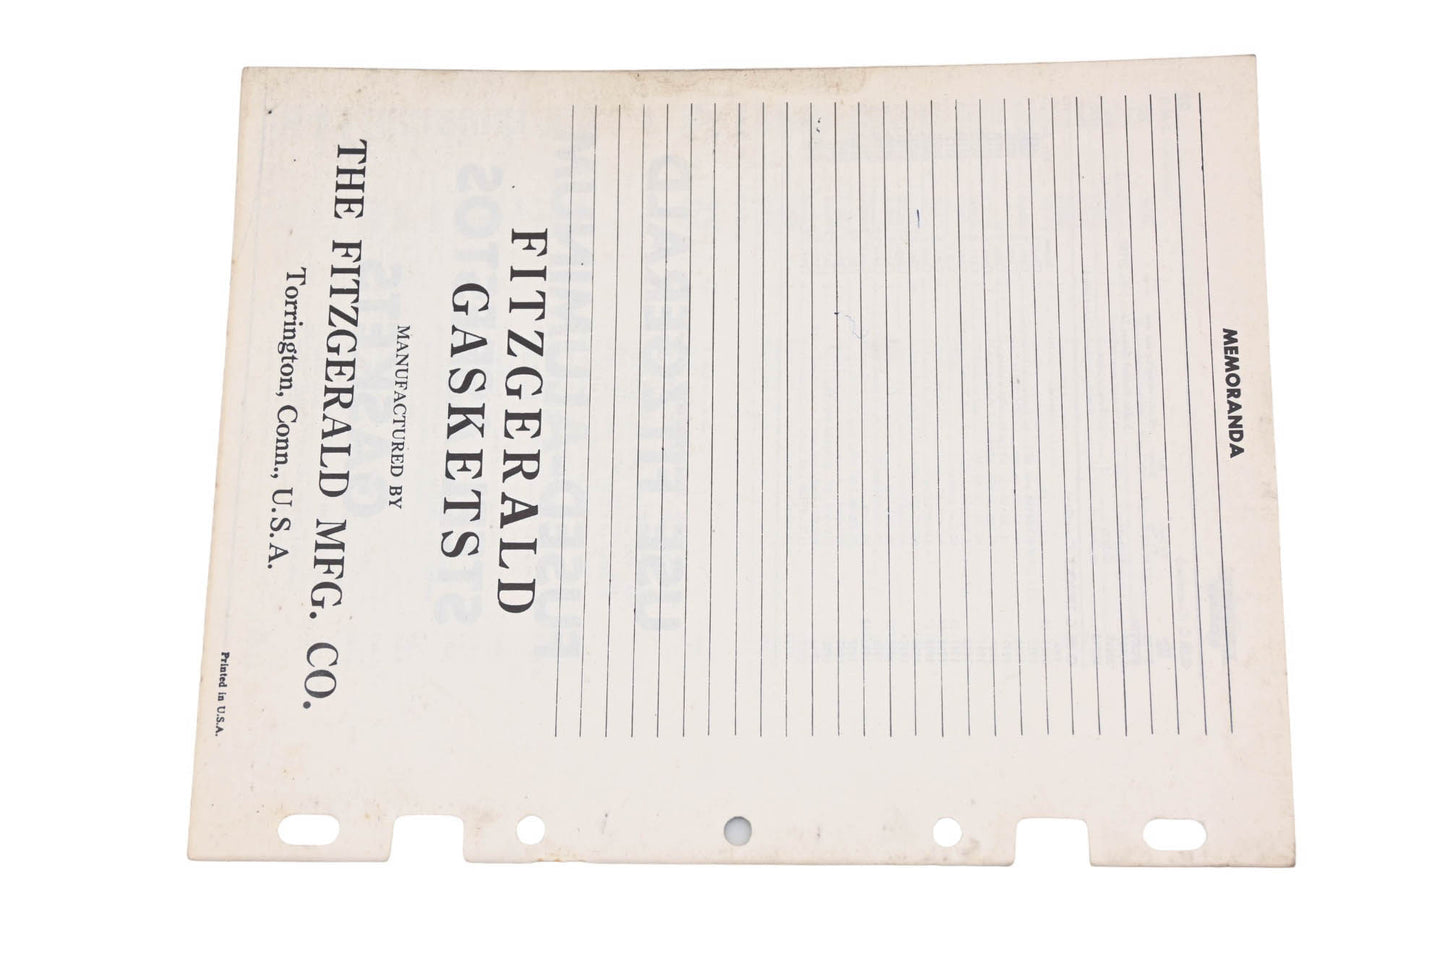 MEMORANDA
FITZGERALD
GASKETS
MANUFACTURED BY
THE FITZGERALD MFG. CO.
Torrington, Conn., U.S.A.
Printed in U.S.A.